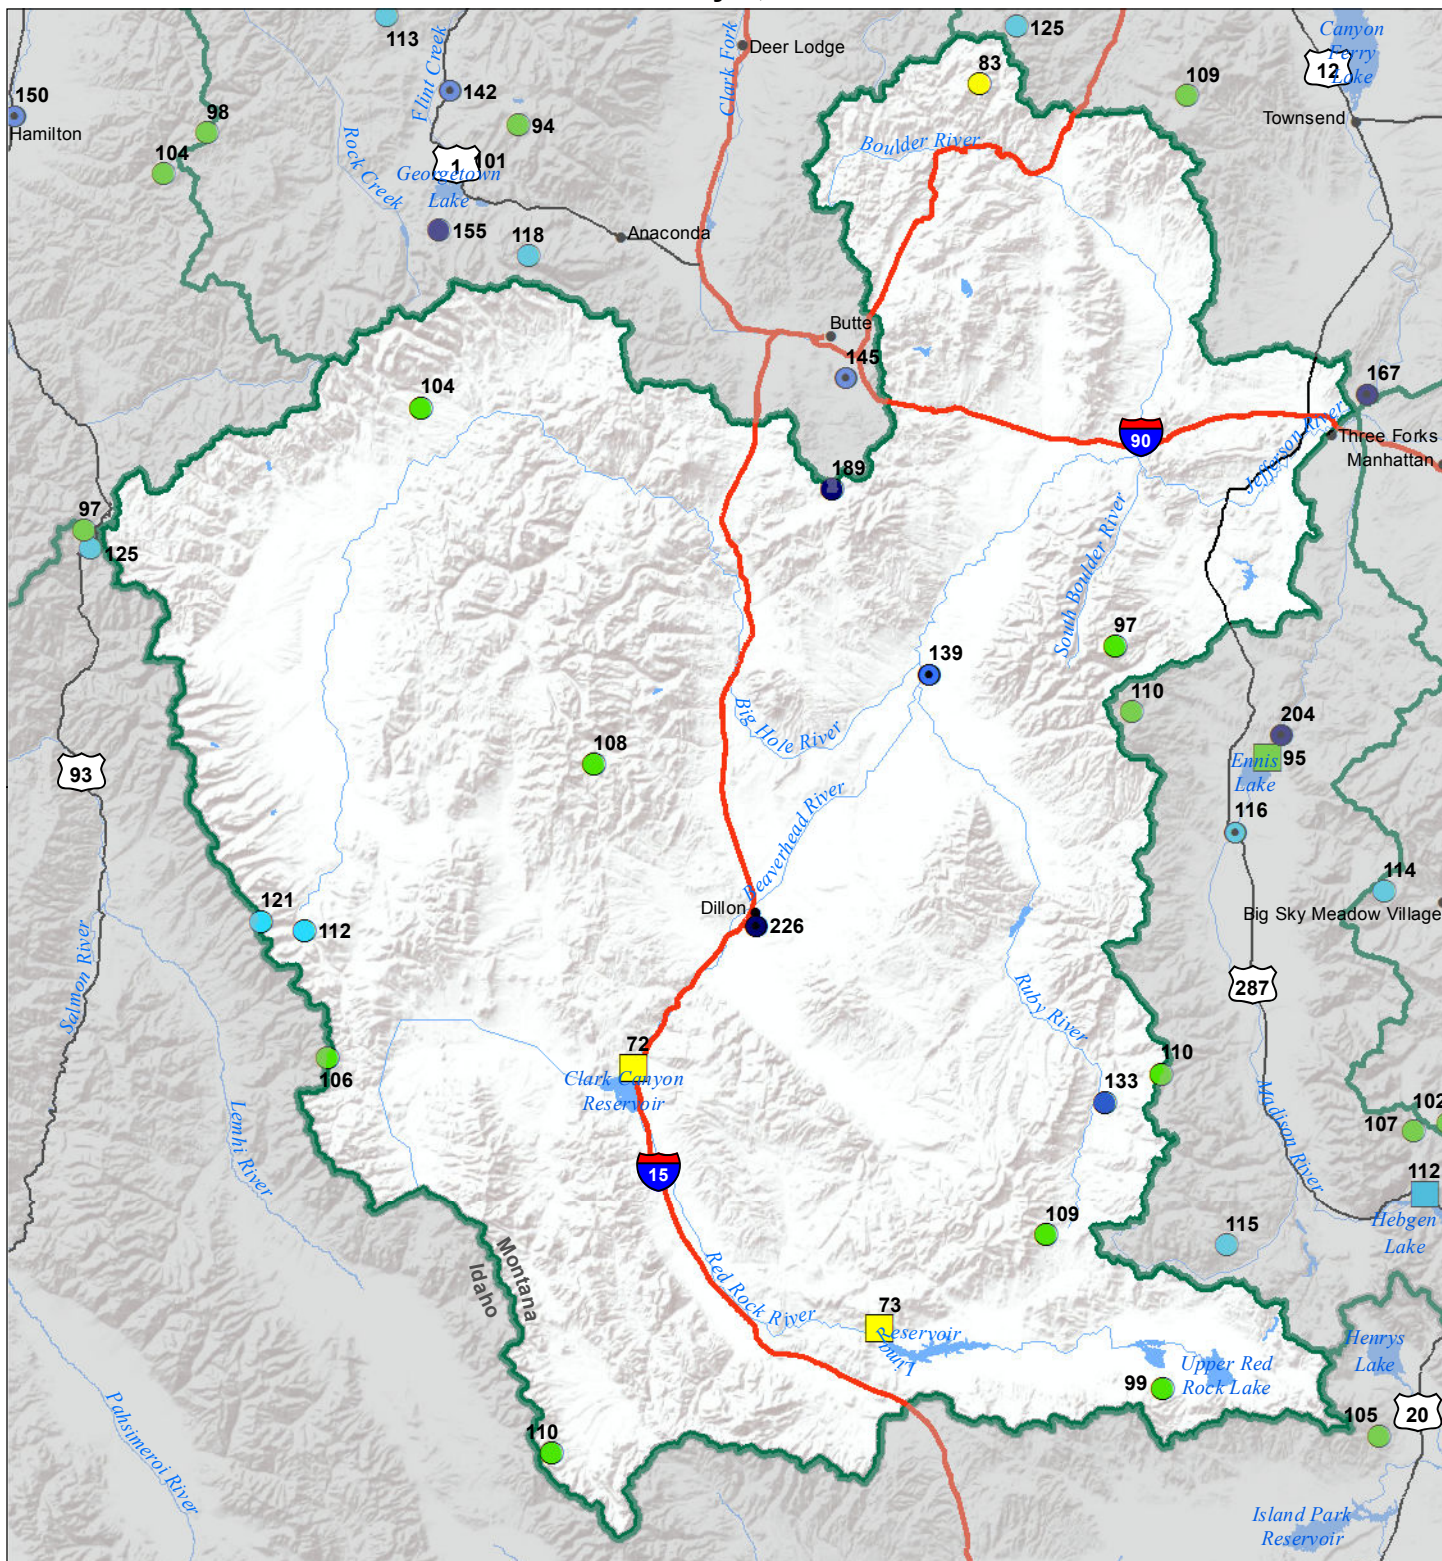 113
Flint Creek
Clark Fork
Deer Lodge
125
83
109
Canyon
Ferry
Lake
12
150
Hamilton
98
142
94
Townsend
104
Rock Creek
1
101
Georgetown
Lake
Boulder River
155
118
Anaconda
Butte
145
104
167
90
Jefferson River
Three Forks
Manhattan
189
97
125
South Boulder River
97
139
110
204
Big Hole River
108
93
95
Ennis
Lake
116
Beaverhead River
114
121
112
Dillon
226
Big Sky Meadow Village
Salmon River
287
Ruby River
72
106
Clark Canyon
Reservoir
110
133
Lemhi River
Madison River
102
107
15
112
Hebgen
Lake
109
115
Montana
Idaho
Red Rock River
73
Reservoir
Lima
Henrys
Lake
Upper Red
Rock Lake
99
20
105
Pahsimeroi River
110
Island Park
Reservoir